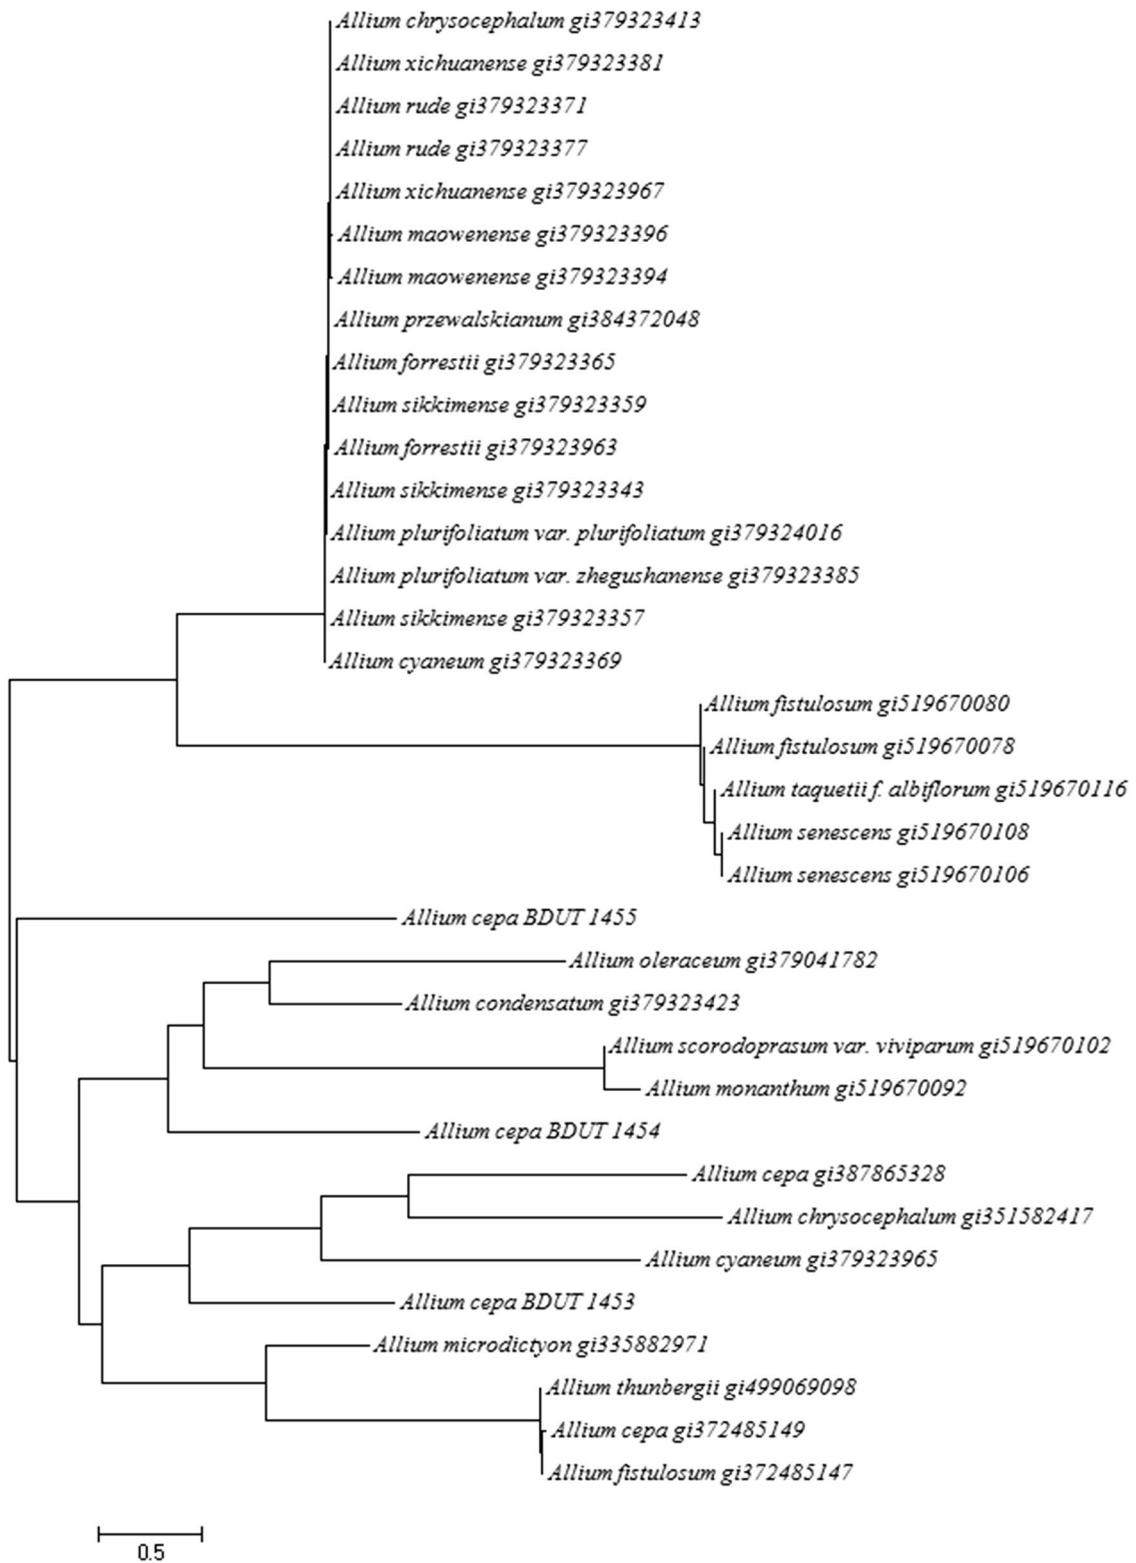 Allium chrysocephalum gi379323413
Allium xichuanense gi379323381
Allium rude gi379323371
Allium rude gi379323377
Allium xichuanense gi379323967
Allium maowenense gi379323396
Allium maowenense gi379323394
Allium przewalskianum gi384372048
Allium forrestii gi379323365
Allium sikkimense gi379323359
Allium forrestii gi379323963
Allium sikkimense gi379323343
Allium plurifoliatum var. plurifoliatum gi379324016
Allium plurifoliatum var. zhegushanense gi379323385
Allium sikkimense gi379323357
Allium cyaneum gi379323369
Allium fistulosum gi519670080
Allium fistulosum gi519670078
Allium taquetii f. albiflorum gi519670116
Allium senescens gi519670108
Allium senescens gi519670106
Allium cepa BDUT 1455
Allium oleraceum gi379041782
Allium condensatum gi379323423
Allium scorodoprasum var. viviparum gi519670102
Allium monanthum gi519670092
Allium cepa BDUT 1454
Allium cepa gi387865328
Allium chrysocephalum gi351582417
Allium cyaneum gi379323965
Allium cepa BDUT 1453
Allium microdictyon gi335882971
Allium thunbergii gi499069098
Allium cepa gi372485149
Allium fistulosum gi372485147
0.5